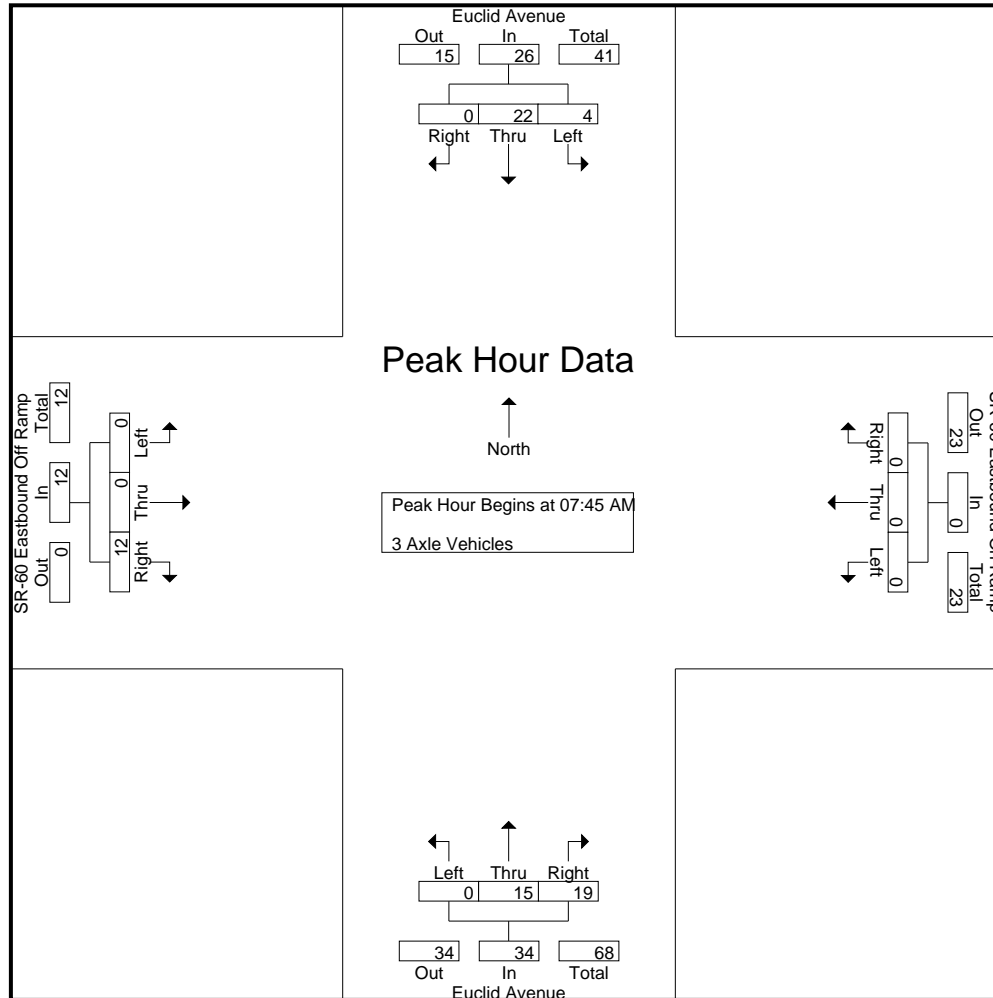 Euclid Avenue
Out In Total
15 26 41
0 22 4
Right Thru Left
Peak Hour Data
North
Peak Hour Begins at 07:45 AM
3 Axle Vehicles
SR-60 Eastbound Off Ramp
Out In Total
0 12 12
Left Thru Right
0 0 12
Eastbound On Ramp
Out In Total
23 0 23
Right Thru Left
0 0 0
Left Thru Right
0 15 19
34 34 68
Out In Total
Euclid Avenue